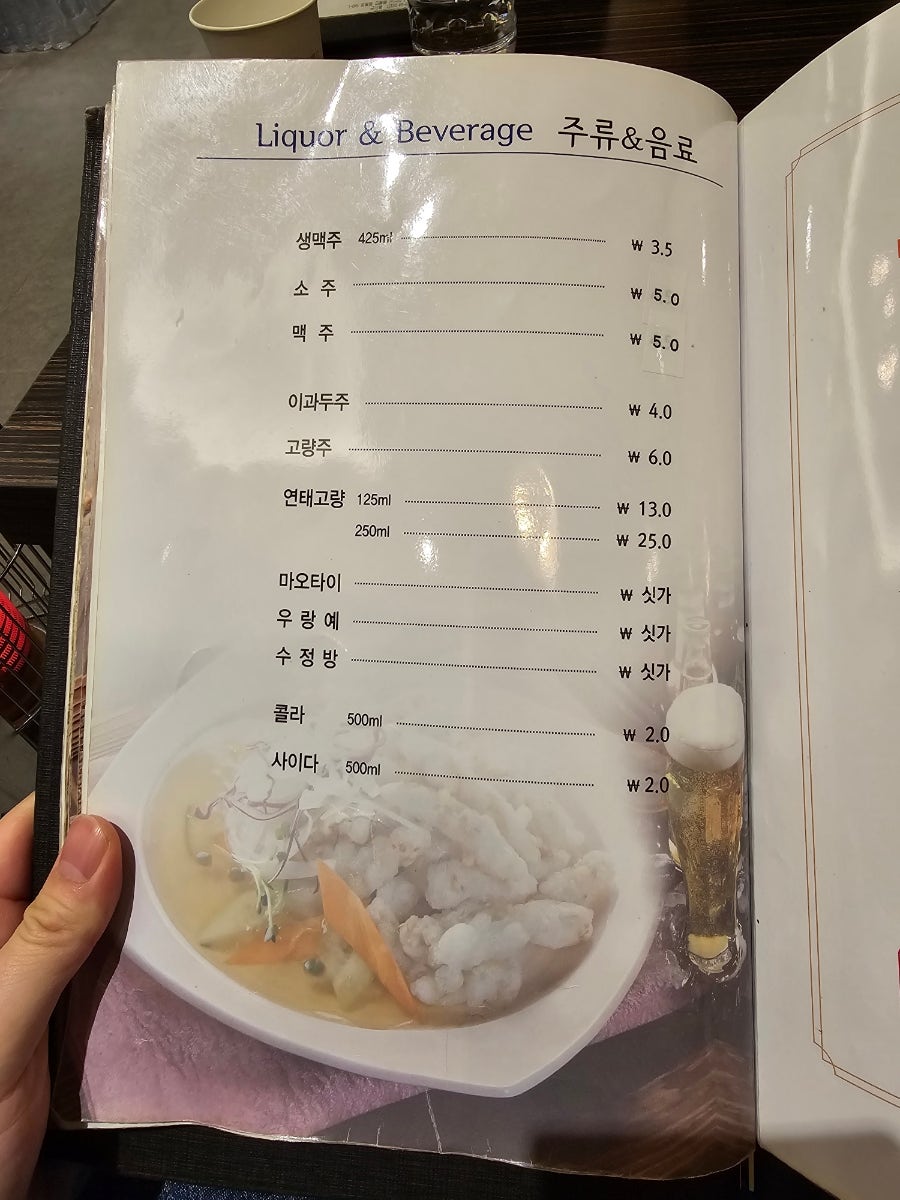 Liquor & Beverage 주류&음료
생맥주 425ml ₩ 3.5
소 주 ₩ 5.0
맥 주 ₩ 5.0
이과두주 ₩ 4.0
고량주 ₩ 6.0
연태고량 125ml ₩ 13.0
250ml ₩ 25.0
마오타이 ₩ 싯가
우 랑 예 ₩ 싯가
수 정 방 ₩ 싯가
콜라 500ml ₩ 2.0
사이다 500ml ₩ 2.0